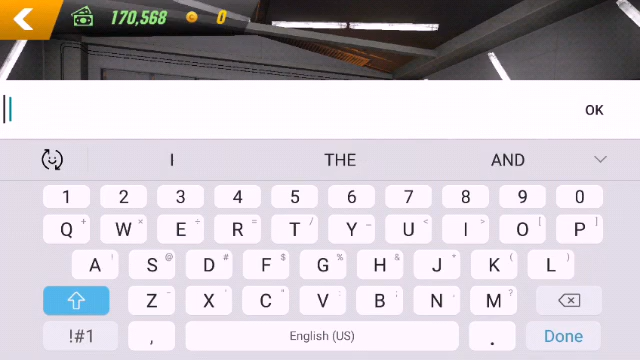 170,568 0
OK
I THE AND
1 2 3 4 5 6 7 8 9 0
Q + W × E ÷ R = T / Y _ U < I > O [ P ]
A ! S @ D # F $ G % H & J * K ( L )
Z - X ' C " V : B ; N , M ?
!#1 , English (US) . Done